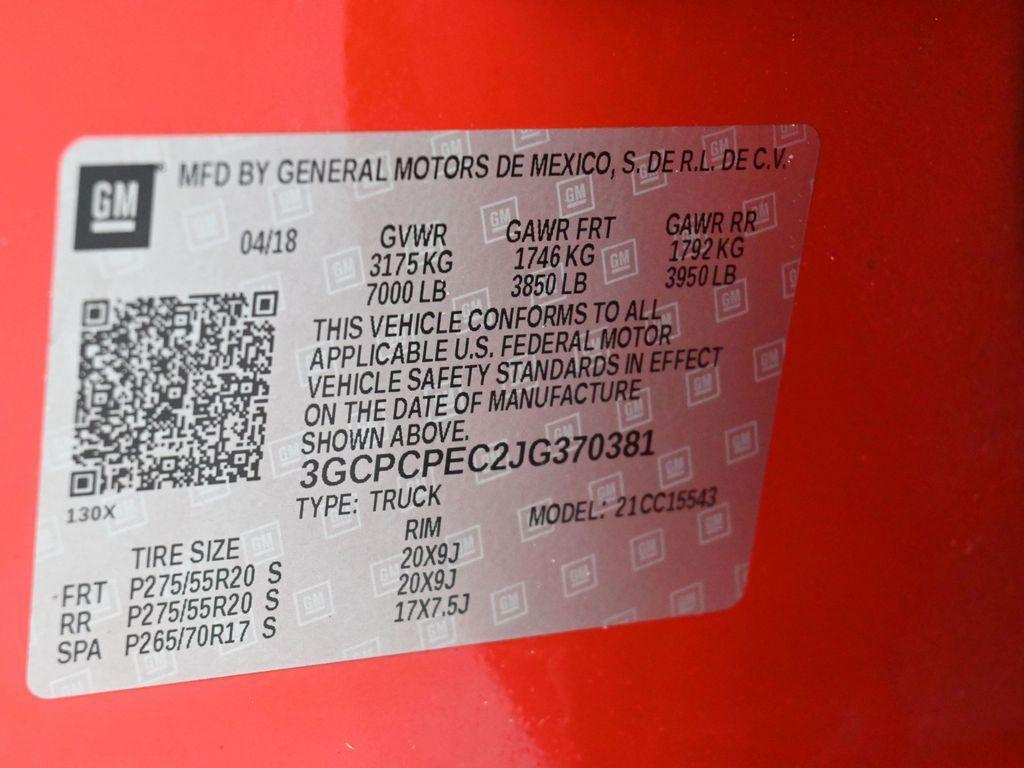 GM
MFD BY GENERAL MOTORS DE MEXICO, S. DE R.L. DE C.V.
04/18 GVWR GAWR FRT GAWR RR
3175 KG 1746 KG 1792 KG
7000 LB 3850 LB 3950 LB
THIS VEHICLE CONFORMS TO ALL
APPLICABLE U.S. FEDERAL MOTOR
VEHICLE SAFETY STANDARDS IN EFFECT
ON THE DATE OF MANUFACTURE
SHOWN ABOVE.
3GCPCPEC2JG370381
130X
TYPE: TRUCK MODEL: 21CC15543
TIRE SIZE RIM
FRT P275/55R20 S 20X9J
RR P275/55R20 S 20X9J
SPA P265/70R17 S 17X7.5J